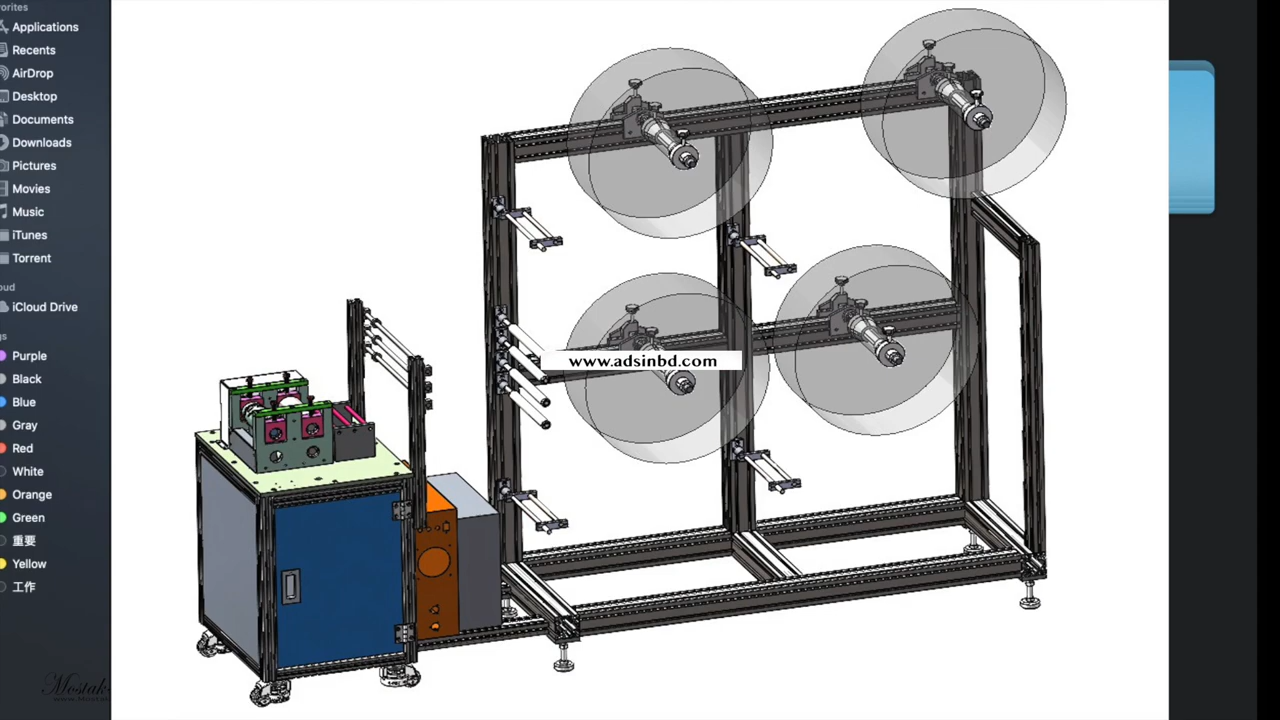 Applications
Recents
AirDrop
Desktop
Documents
Downloads
Pictures
Movies
Music
iTunes
Torrent
iCloud Drive
Purple
Black
Blue
Gray
Red
White
Orange
Green
重要
Yellow
工作
www.adsinbd.com
Mostak